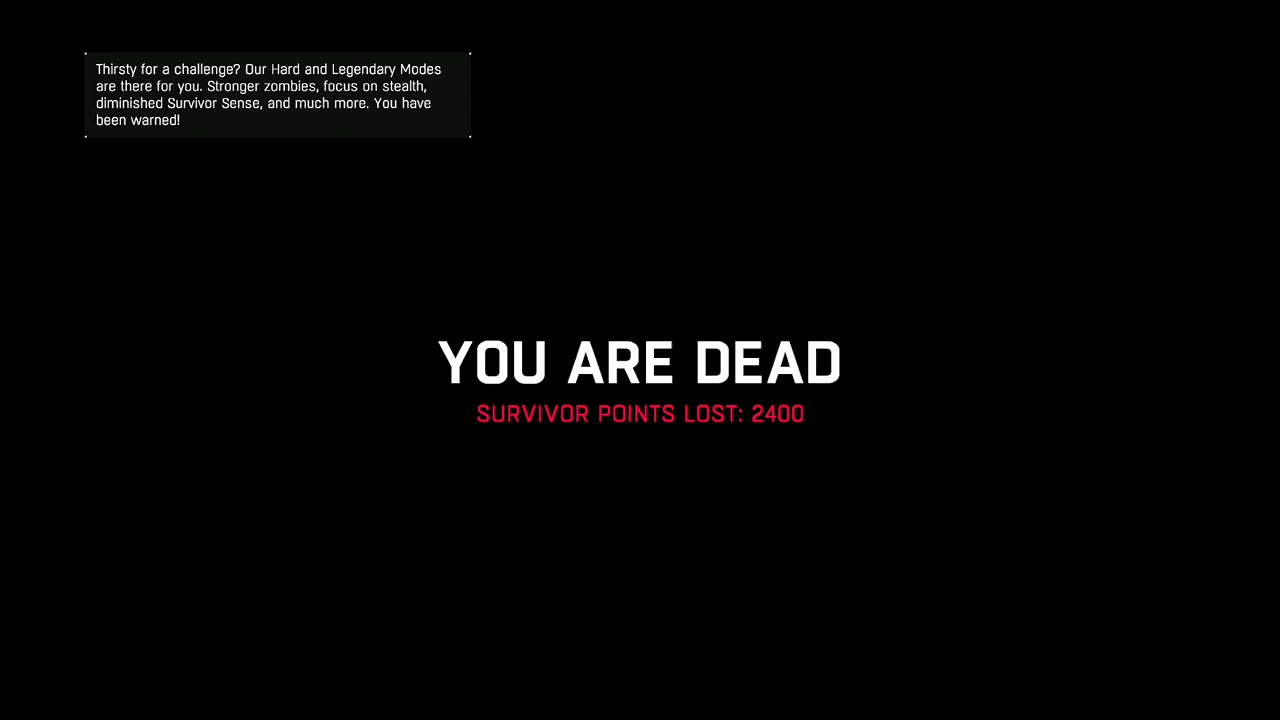 Thirsty for a challenge? Our Hard and Legendary Modes
are there for you. Stronger zombies, focus on stealth,
diminished Survivor Sense, and much more. You have
been warned!
YOU ARE DEAD
SURVIVOR POINTS LOST: 2400